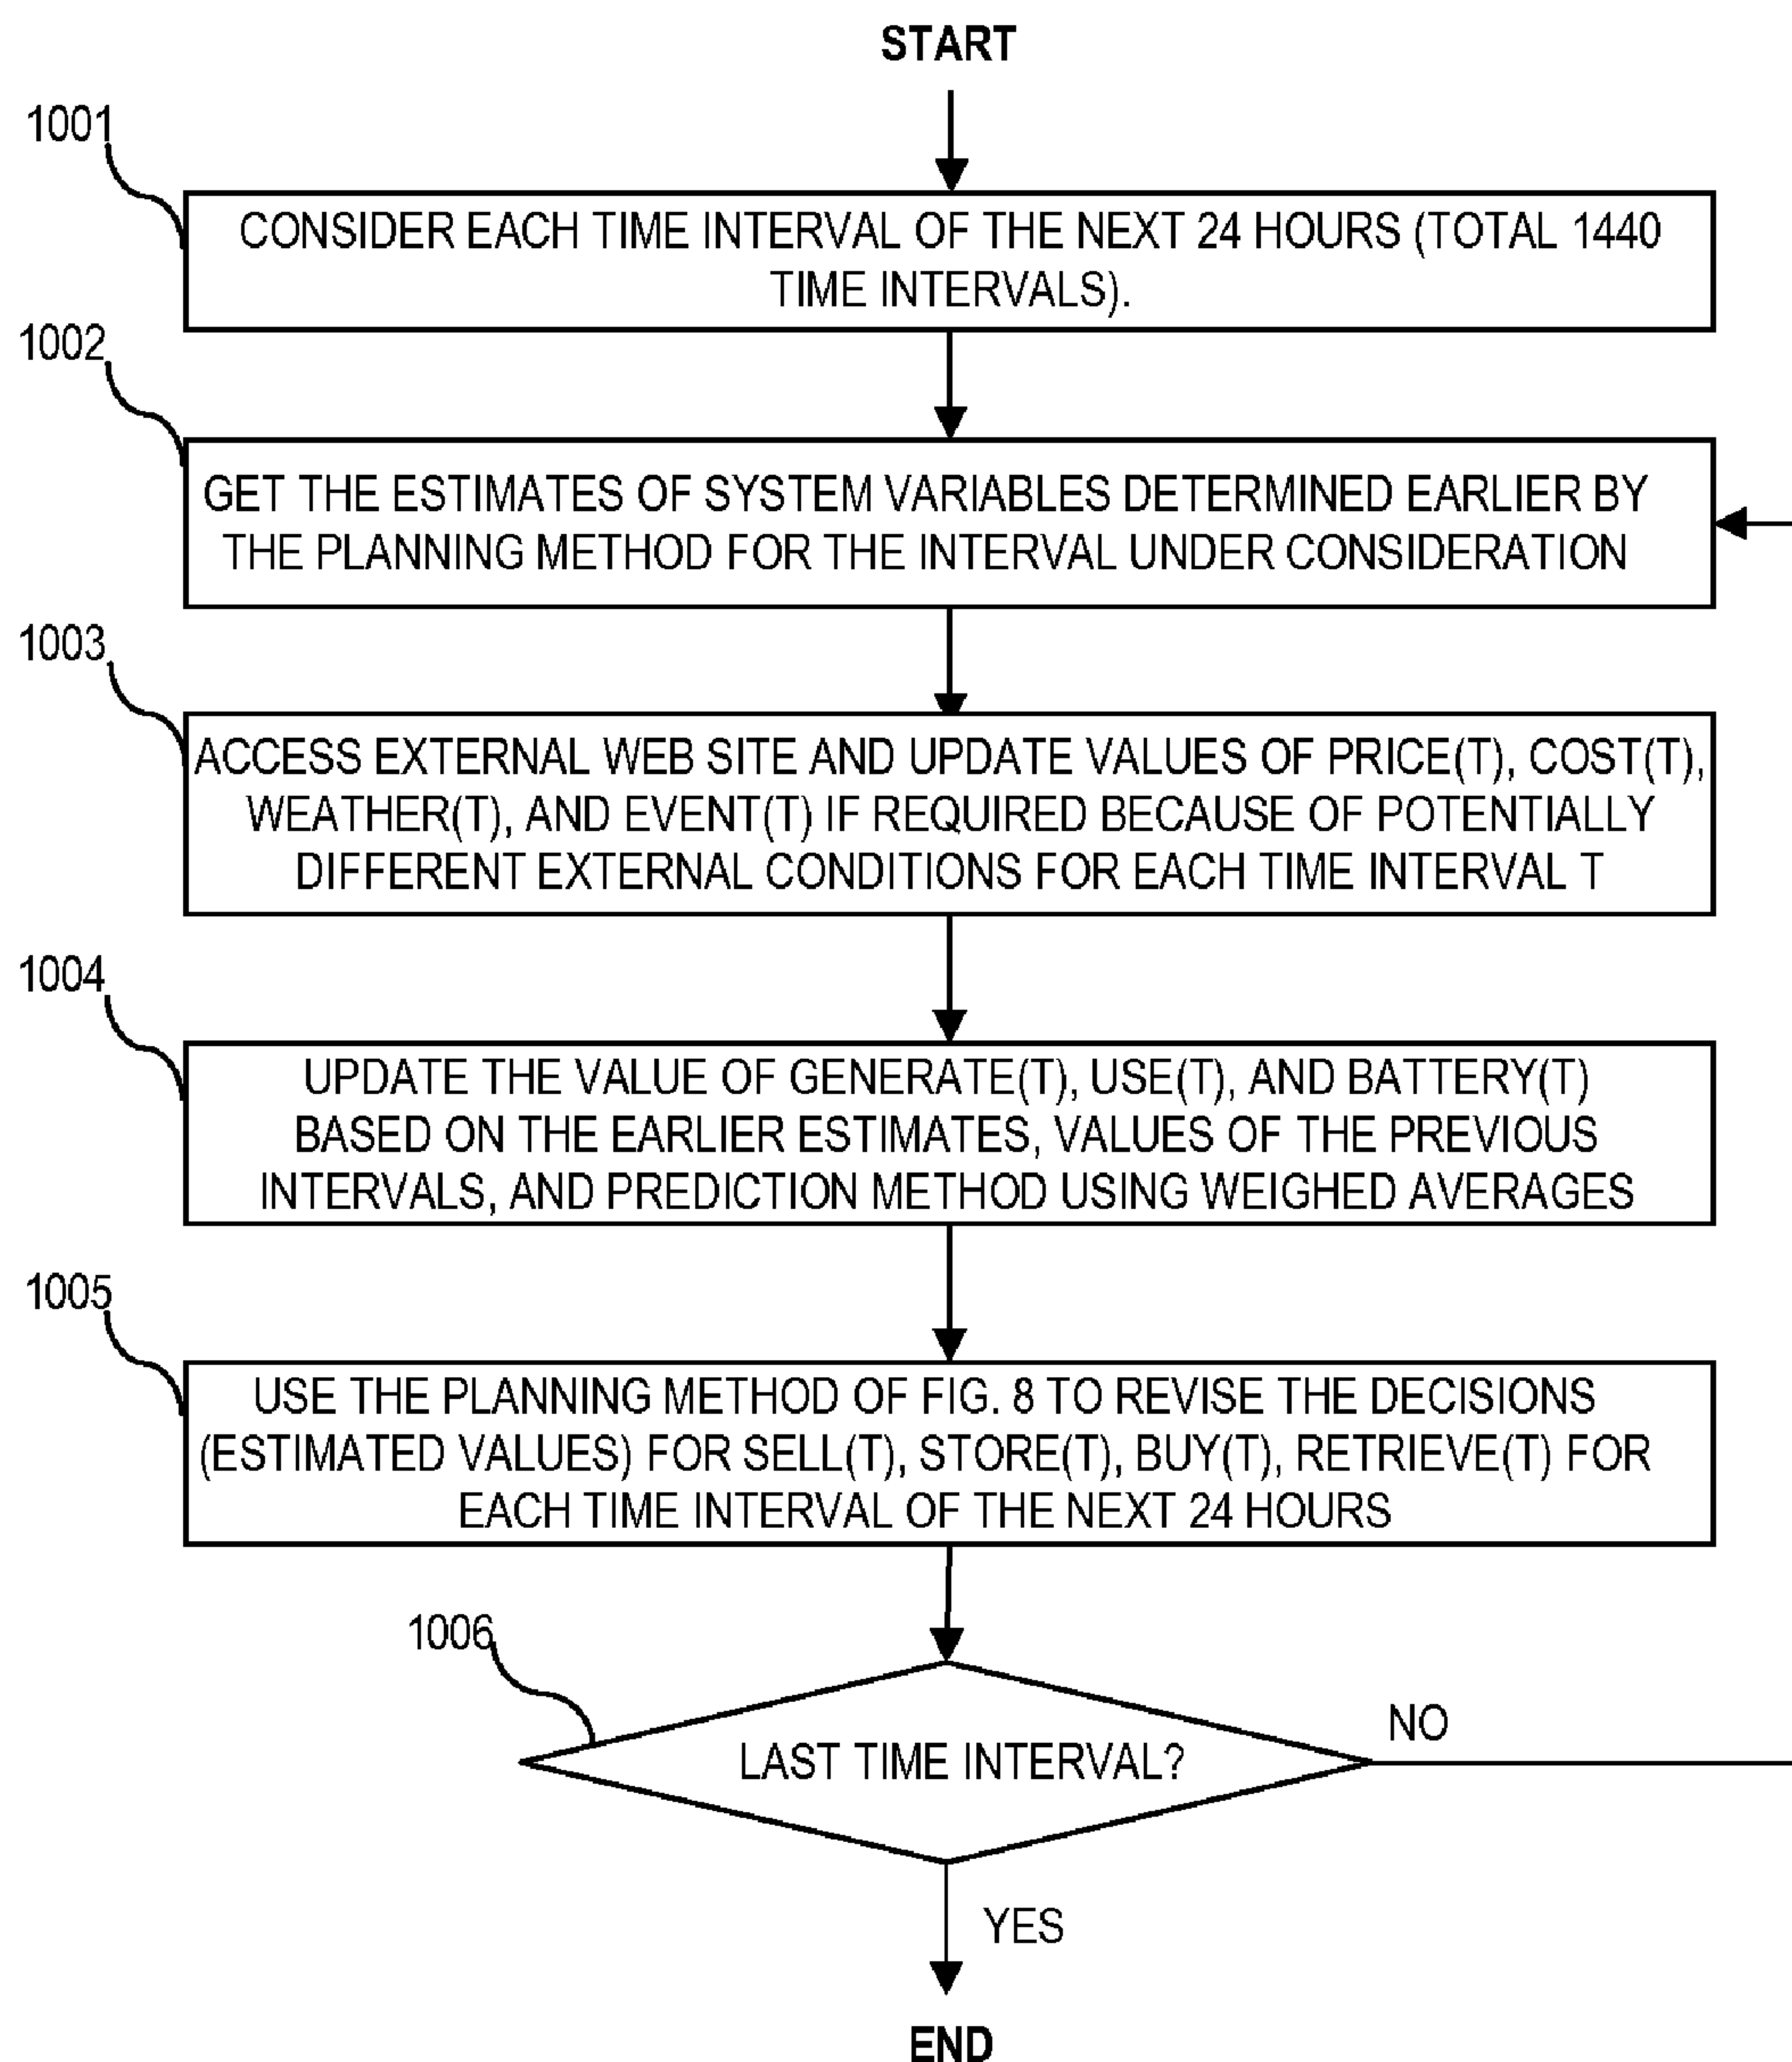 START
1001
CONSIDER EACH TIME INTERVAL OF THE NEXT 24 HOURS (TOTAL 1440
TIME INTERVALS).
1002
GET THE ESTIMATES OF SYSTEM VARIABLES DETERMINED EARLIER BY
THE PLANNING METHOD FOR THE INTERVAL UNDER CONSIDERATION
1003
ACCESS EXTERNAL WEB SITE AND UPDATE VALUES OF PRICE(T), COST(T),
WEATHER(T), AND EVENT(T) IF REQUIRED BECAUSE OF POTENTIALLY
DIFFERENT EXTERNAL CONDITIONS FOR EACH TIME INTERVAL T
1004
UPDATE THE VALUE OF GENERATE(T), USE(T), AND BATTERY(T)
BASED ON THE EARLIER ESTIMATES, VALUES OF THE PREVIOUS
INTERVALS, AND PREDICTION METHOD USING WEIGHED AVERAGES
1005
USE THE PLANNING METHOD OF FIG. 8 TO REVISE THE DECISIONS
(ESTIMATED VALUES) FOR SELL(T), STORE(T), BUY(T), RETRIEVE(T) FOR
EACH TIME INTERVAL OF THE NEXT 24 HOURS
1006
LAST TIME INTERVAL?
NO
YES
END